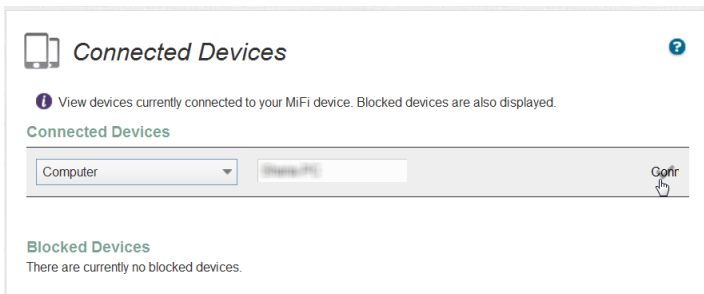 Connected Devices
?
i View devices currently connected to your MiFi device. Blocked devices are also displayed.
Connected Devices
Computer
Blocked Devices
There are currently no blocked devices.